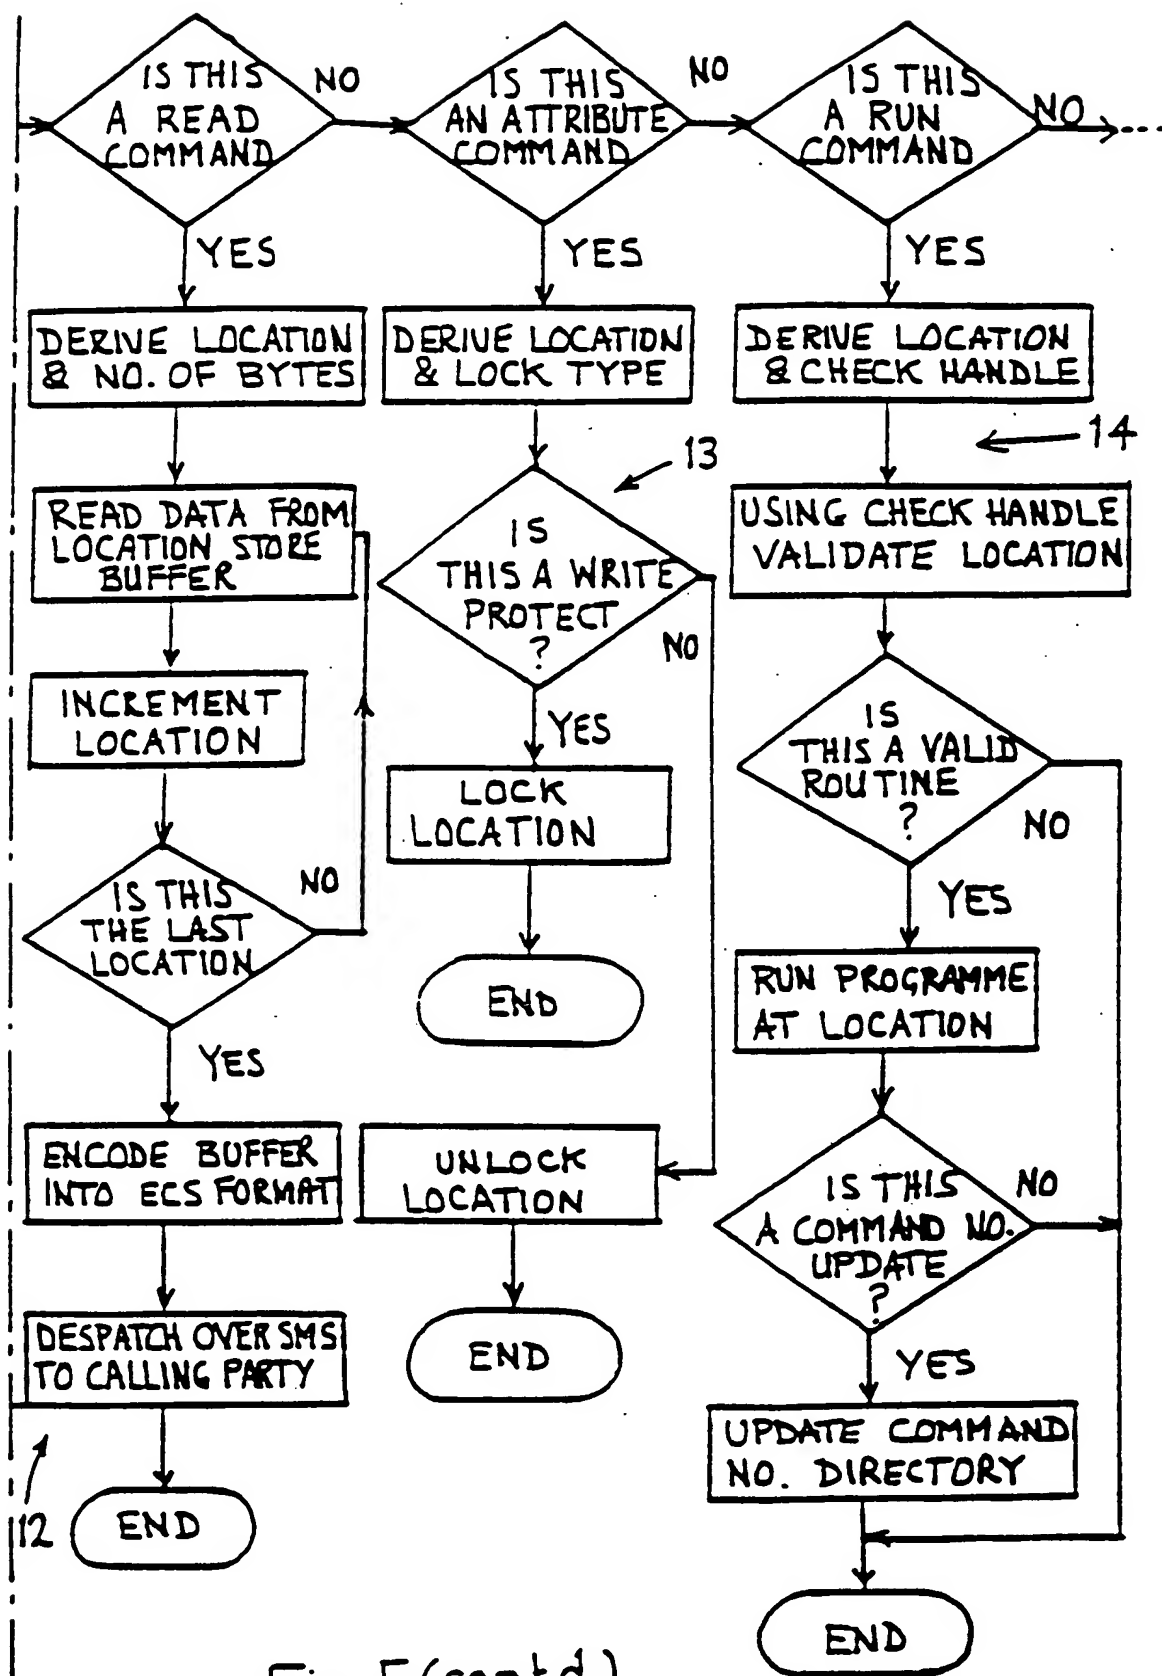 IS THIS
A READ
COMMAND
NO
IS THIS
AN ATTRIBUTE
COMMAND
NO
IS THIS
A RUN
COMMAND
NO
YES
YES
YES
DERIVE LOCATION
& NO. OF BYTES
DERIVE LOCATION
& LOCK TYPE
DERIVE LOCATION
& CHECK HANDLE
13
14
READ DATA FROM
LOCATION STORE
BUFFER
IS
THIS A WRITE
PROTECT
?
NO
YES
USING CHECK HANDLE
VALIDATE LOCATION
INCREMENT
LOCATION
LOCK
LOCATION
IS
THIS A VALID
ROUTINE
?
NO
YES
IS THIS
THE LAST
LOCATION
NO
YES
END
RUN PROGRAMME
AT LOCATION
ENCODE BUFFER
INTO ECS FORMAT
UNLOCK
LOCATION
IS THIS
A COMMAND NO.
UPDATE
?
NO
YES
DESPATCH OVER SMS
TO CALLING PARTY
END
UPDATE COMMAND
NO. DIRECTORY
12
END
END
Fig. 5 (cont'd.)